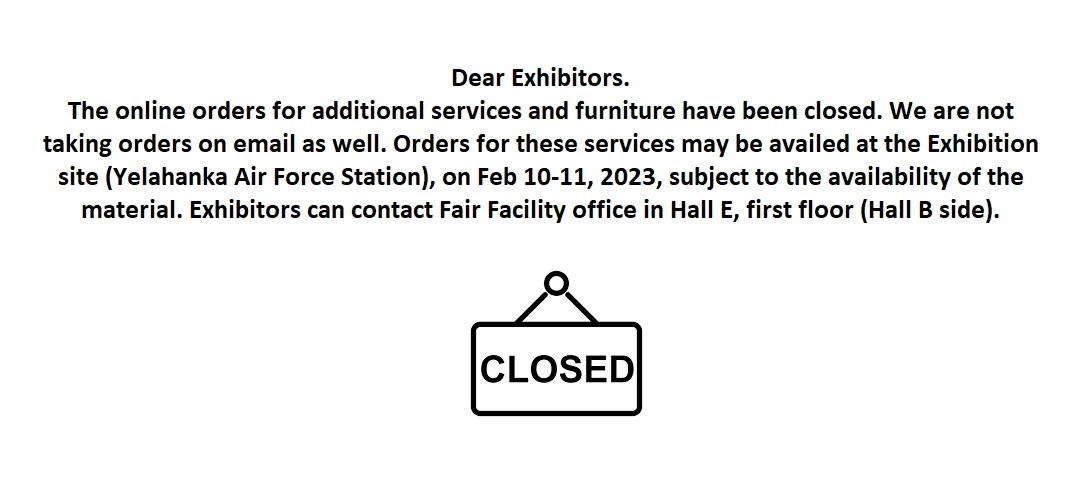 Dear Exhibitors.
The online orders for additional services and furniture have been closed. We are not
taking orders on email as well. Orders for these services may be availed at the Exhibition
site (Yelahanka Air Force Station), on Feb 10-11, 2023, subject to the availability of the
material. Exhibitors can contact Fair Facility office in Hall E, first floor (Hall B side).
CLOSED